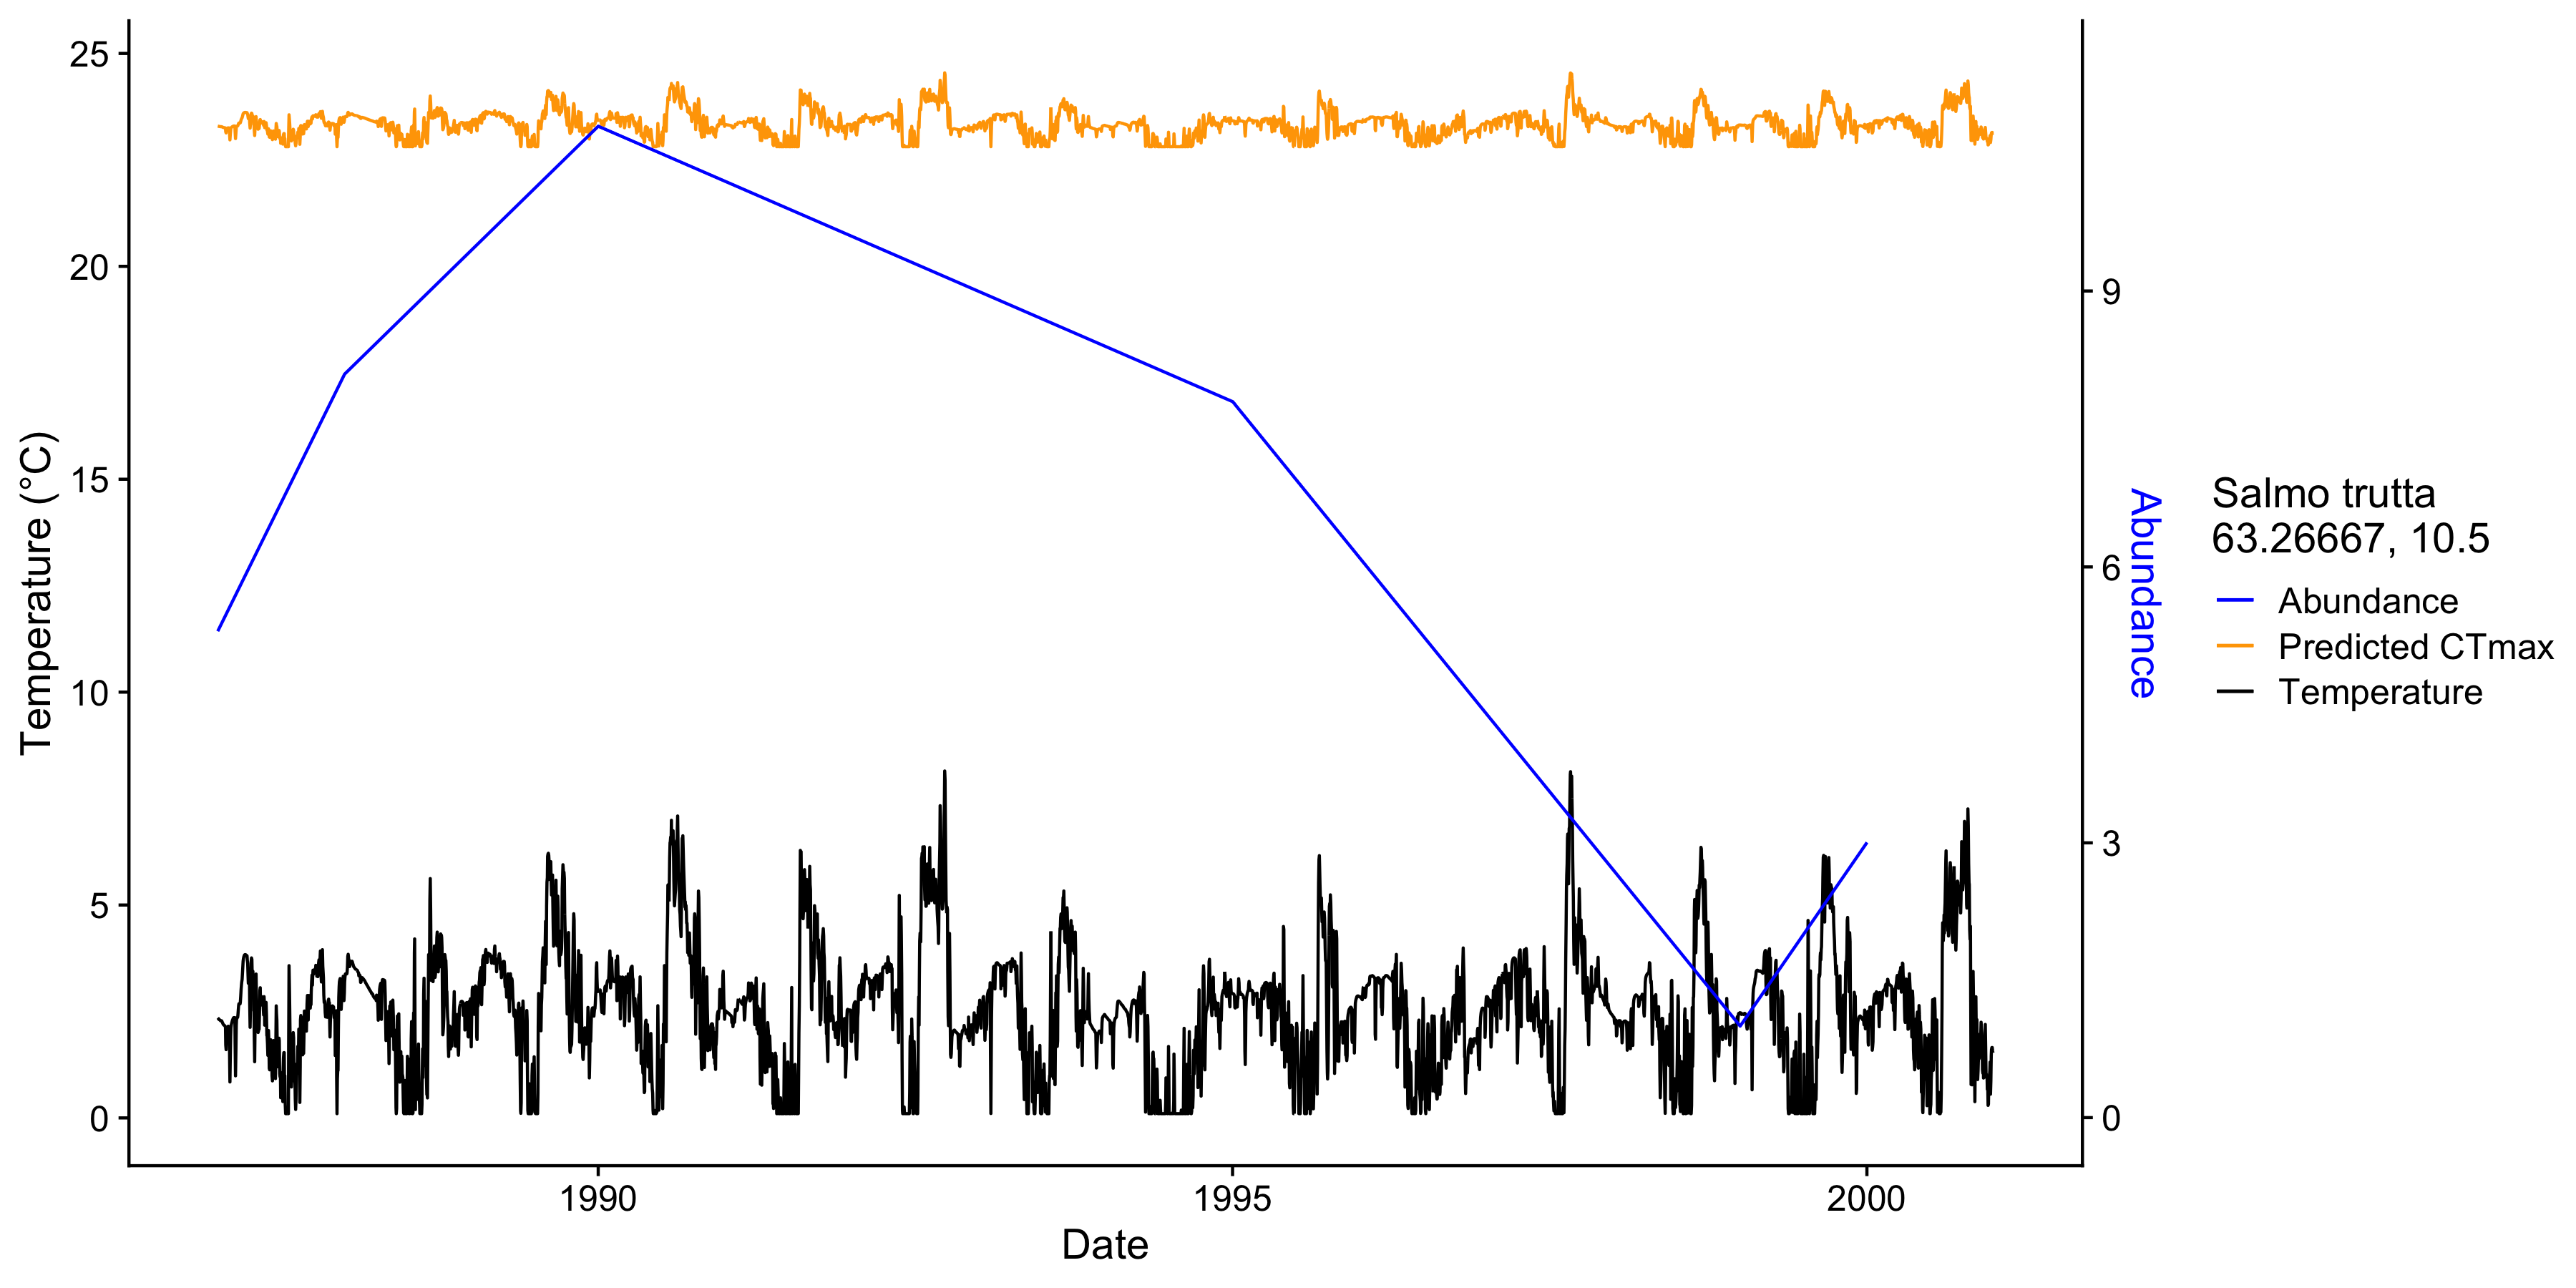 25
20
15
10
5
0
Temperature (°C)
1990
1995
2000
Date
9
6
3
0
Abundance
Salmo trutta
63.26667, 10.5
Abundance
Predicted CTmax
Temperature